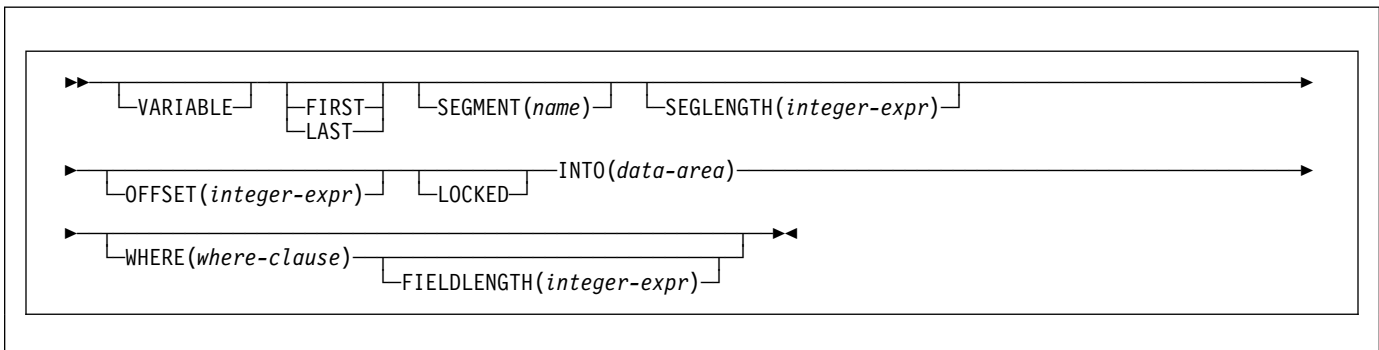 VARIABLE FIRST SEGMENT(name) SEGLENGTH(integer-expr)
LAST
OFFSET(integer-expr) LOCKED INTO(data-area)
WHERE(where-clause)
FIELDLENGTH(integer-expr)